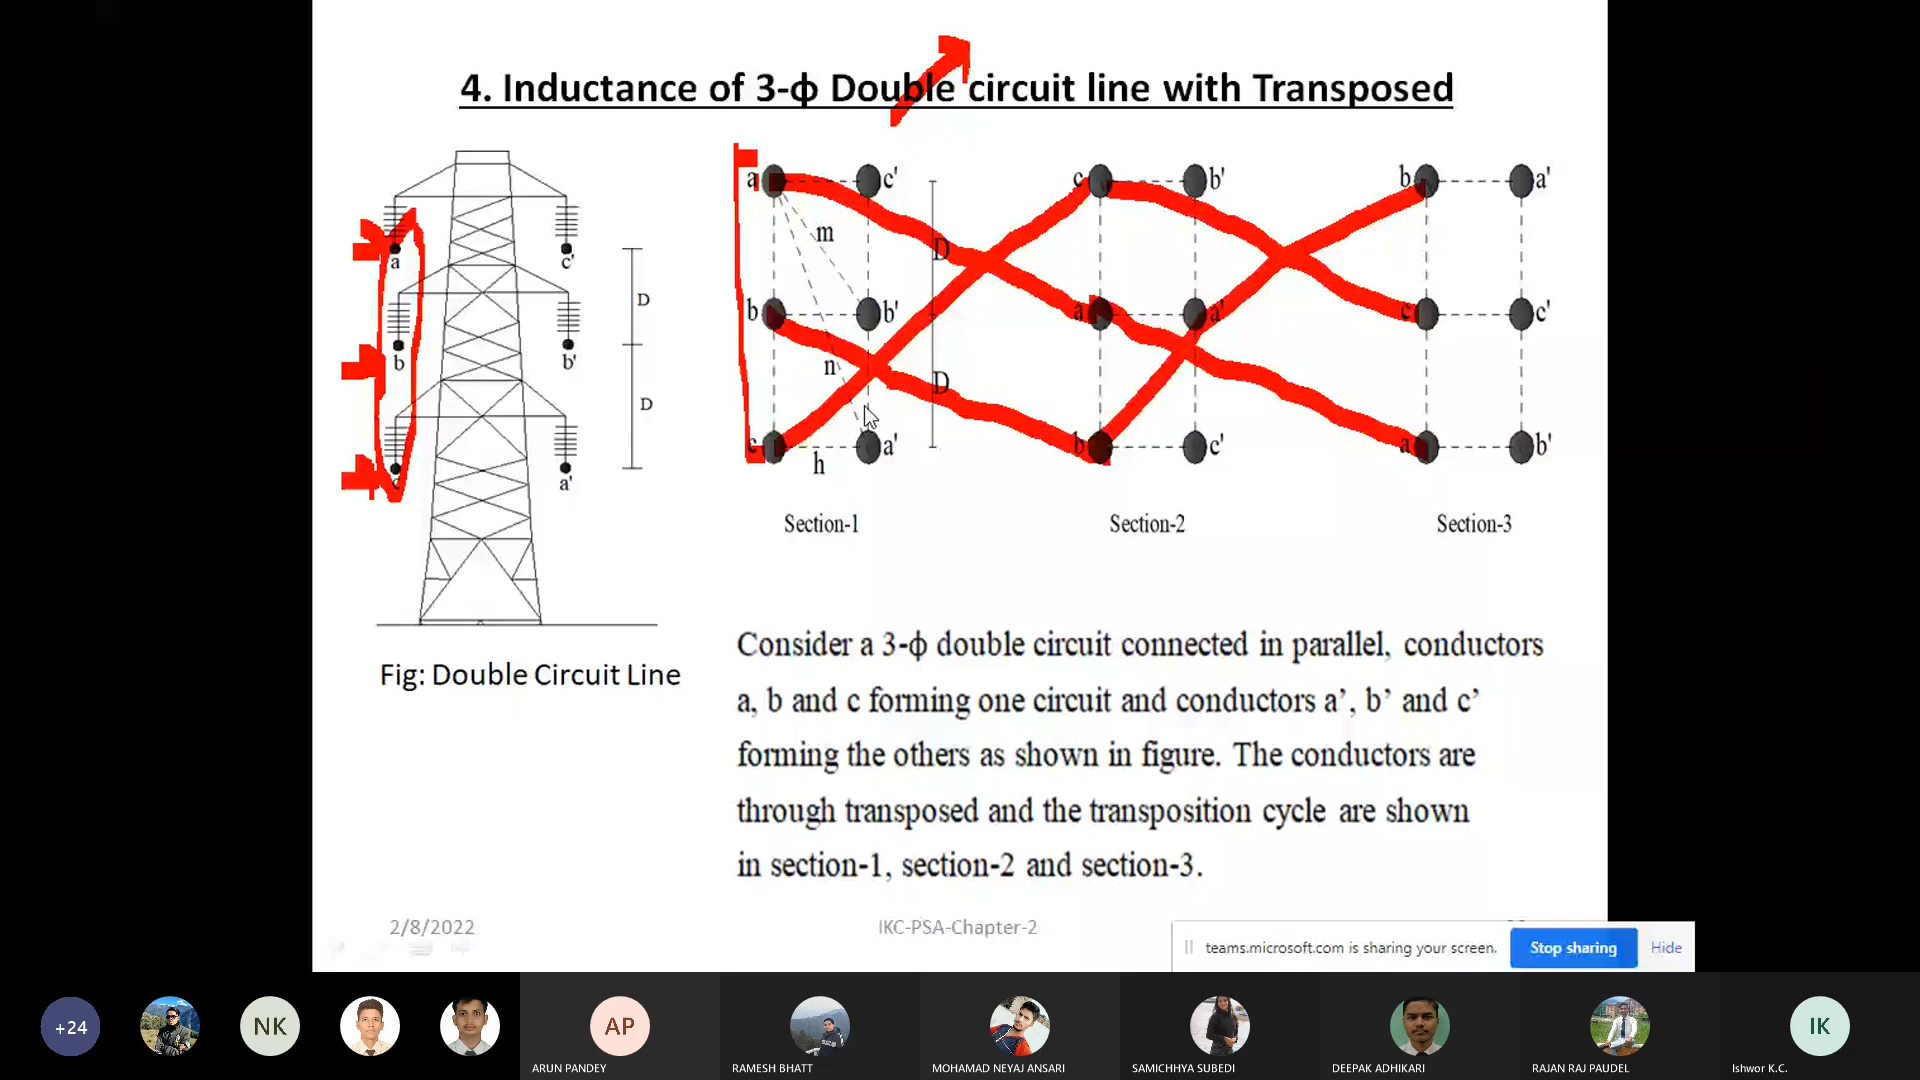 4. Inductance of 3-ϕ Double circuit line with Transposed
a
c'
b
b'
c
a'
D
D
Fig: Double Circuit Line
a
c'
m
D
b
b'
n
D
c
a'
h
Section-1
c
b'
a
a'
b
c'
Section-2
b
a'
c
c'
a
b'
Section-3
Consider a 3-ϕ double circuit connected in parallel, conductors
a, b and c forming one circuit and conductors a’, b’ and c’
forming the others as shown in figure. The conductors are
through transposed and the transposition cycle are shown
in section-1, section-2 and section-3.
2/8/2022
IKC-PSA-Chapter-2
teams.microsoft.com is sharing your screen.
Stop sharing
Hide
+24
NK
AP
IK
ARUN PANDEY
RAMESH BHATT
MOHAMAD NEYAJ ANSARI
SAMICHHYA SUBEDI
DEEPAK ADHIKARI
RAJAN RAJ PAUDEL
Ishwor K.C.